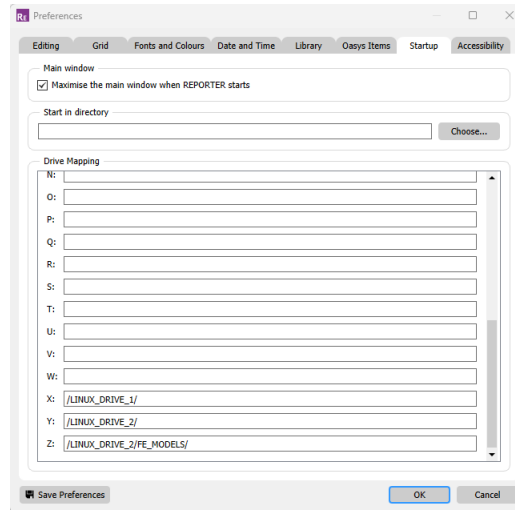 RE Preferences
Editing Grid Fonts and Colours Date and Time Library Oasys Items Startup Accessibility
Main window
Maximise the main window when REPORTER starts
Start in directory
Choose...
Drive Mapping
N:
O:
P:
Q:
R:
S:
T:
U:
V:
W:
X: /LINUX_DRIVE_1/
Y: /LINUX_DRIVE_2/
Z: /LINUX_DRIVE_2/FE_MODELS/
Save Preferences OK Cancel